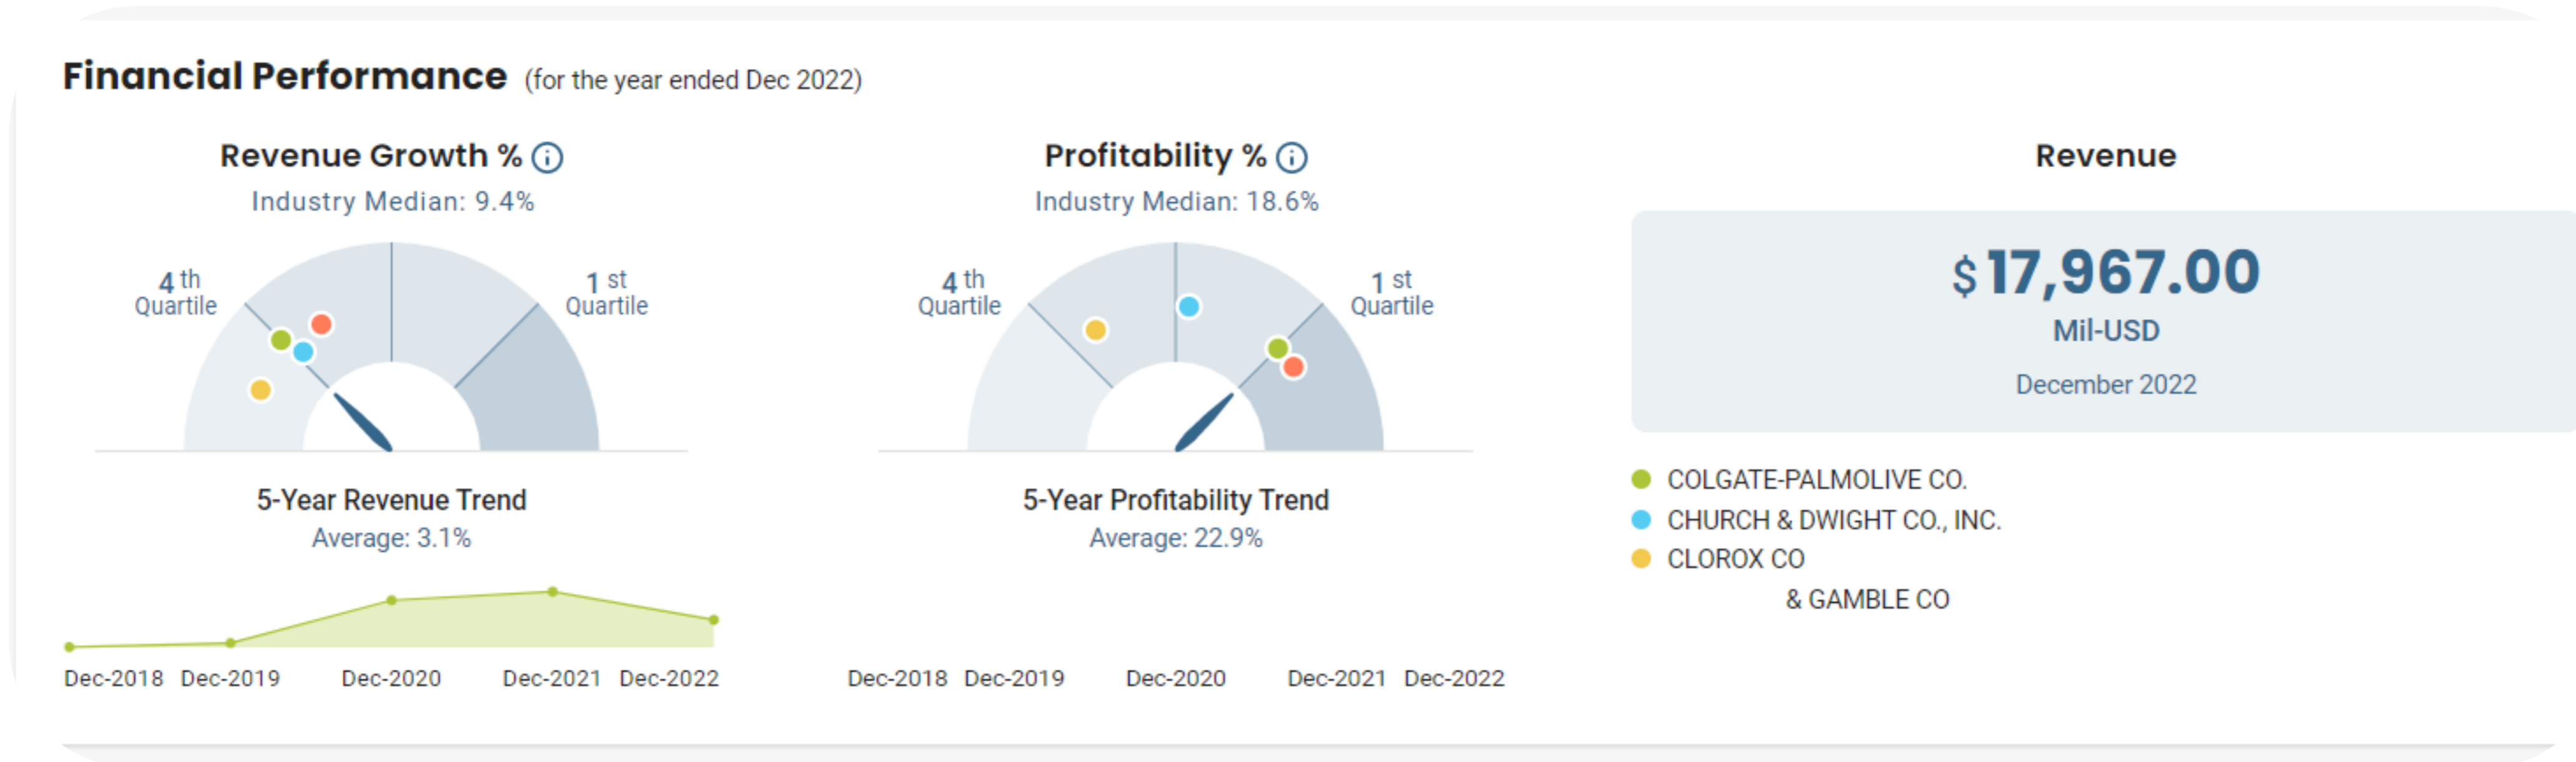 Financial Performance (for the year ended Dec 2022)
Revenue Growth %
Industry Median: 9.4%
4 th
Quartile
1 st
Quartile
5-Year Revenue Trend
Average: 3.1%
Dec-2018 Dec-2019 Dec-2020 Dec-2021 Dec-2022
Profitability %
Industry Median: 18.6%
4 th
Quartile
1 st
Quartile
5-Year Profitability Trend
Average: 22.9%
Dec-2018 Dec-2019 Dec-2020 Dec-2021 Dec-2022
Revenue
$17,967.00
Mil-USD
December 2022
COLGATE-PALMOLIVE CO.
CHURCH & DWIGHT CO., INC.
CLOROX CO
& GAMBLE CO